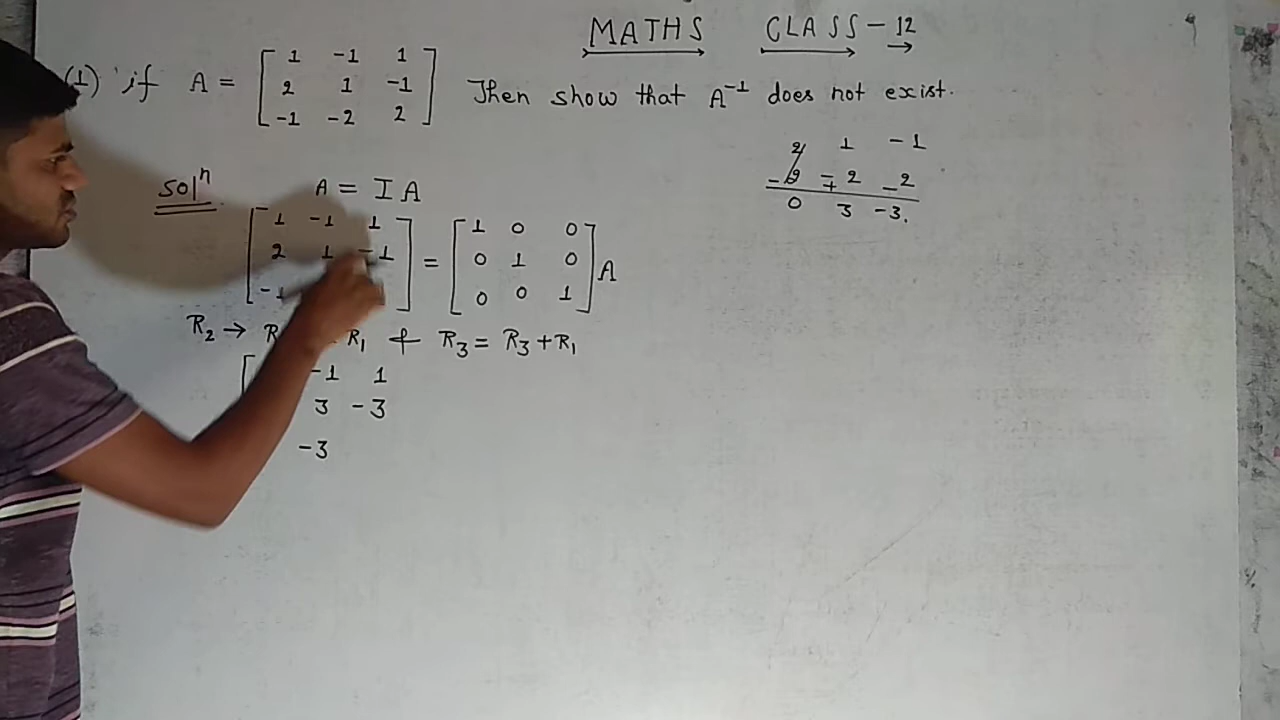 MATHS CLASS - 12
(1) if A = [ 1 -1 1 Then show that A⁻¹ does not exist.
2 1 -1
-1 -2 2 ]
2 1 -1
-2 -+2 -2
0 3 -3.
Solⁿ.
A = IA
[ 1 -1 1 ] = [ 1 0 0 ] A
2 1 -1 0 1 0
-1 0 0 1
R₂ → R R₁ & R₃ = R₃ + R₁
[ -1 1
3 -3
-3